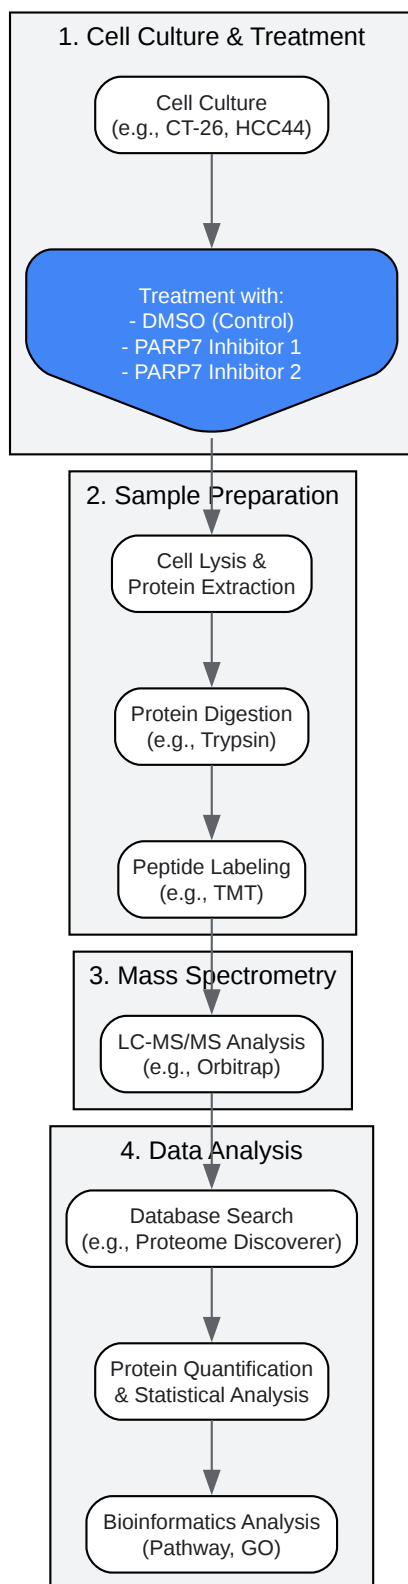 1. Cell Culture & Treatment
Cell Culture
(e.g., CT-26, HCC44)
Treatment with:
- DMSO (Control)
- PARP7 Inhibitor 1
- PARP7 Inhibitor 2
2. Sample Preparation
Cell Lysis &
Protein Extraction
Protein Digestion
(e.g., Trypsin)
Peptide Labeling
(e.g., TMT)
3. Mass Spectrometry
LC-MS/MS Analysis
(e.g., Orbitrap)
4. Data Analysis
Database Search
(e.g., Proteome Discoverer)
Protein Quantification
& Statistical Analysis
Bioinformatics Analysis
(Pathway, GO)